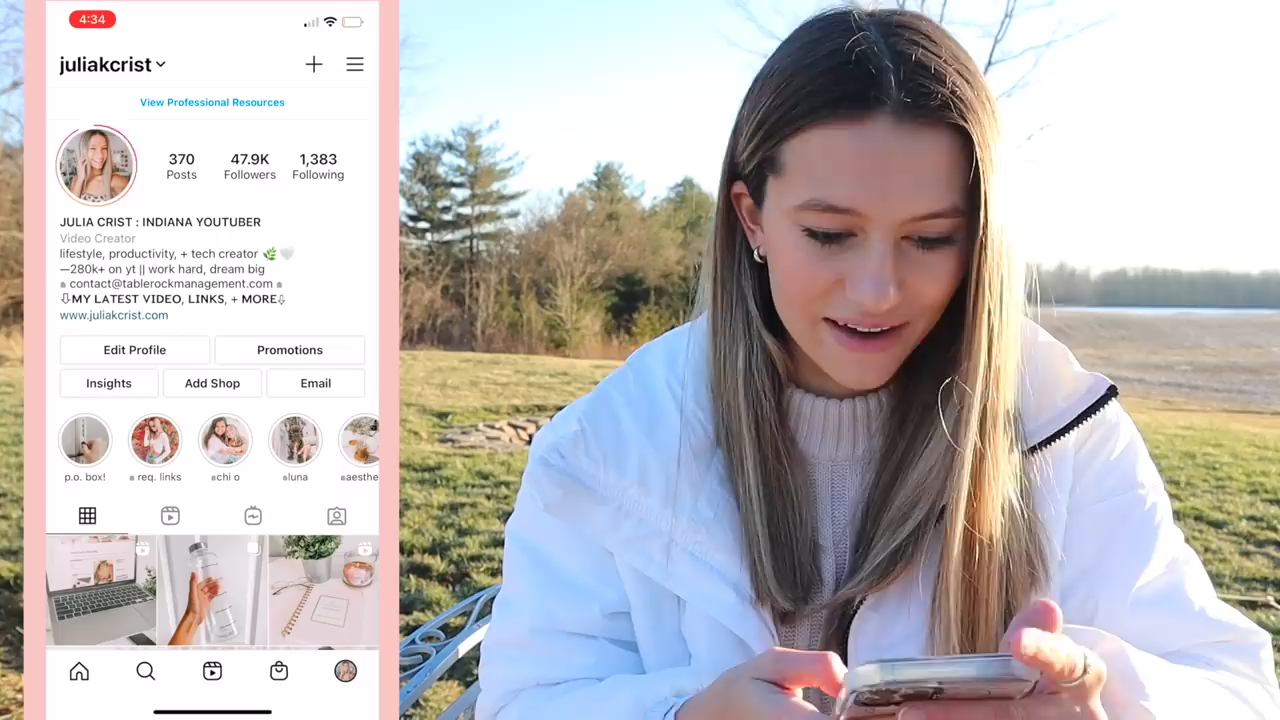 4:34
juliakcrist
View Professional Resources
370 47.9K 1,383
Posts Followers Following
JULIA CRIST : INDIANA YOUTUBER
Video Creator
lifestyle, productivity, + tech creator 🌿 🤍
—280k+ on yt || work hard, dream big
contact@tablerockmanagement.com
⇩MY LATEST VIDEO, LINKS, + MORE⇩
www.juliakcrist.com
Edit Profile Promotions
Insights Add Shop Email
p.o. box! req. links chi o luna aesthe